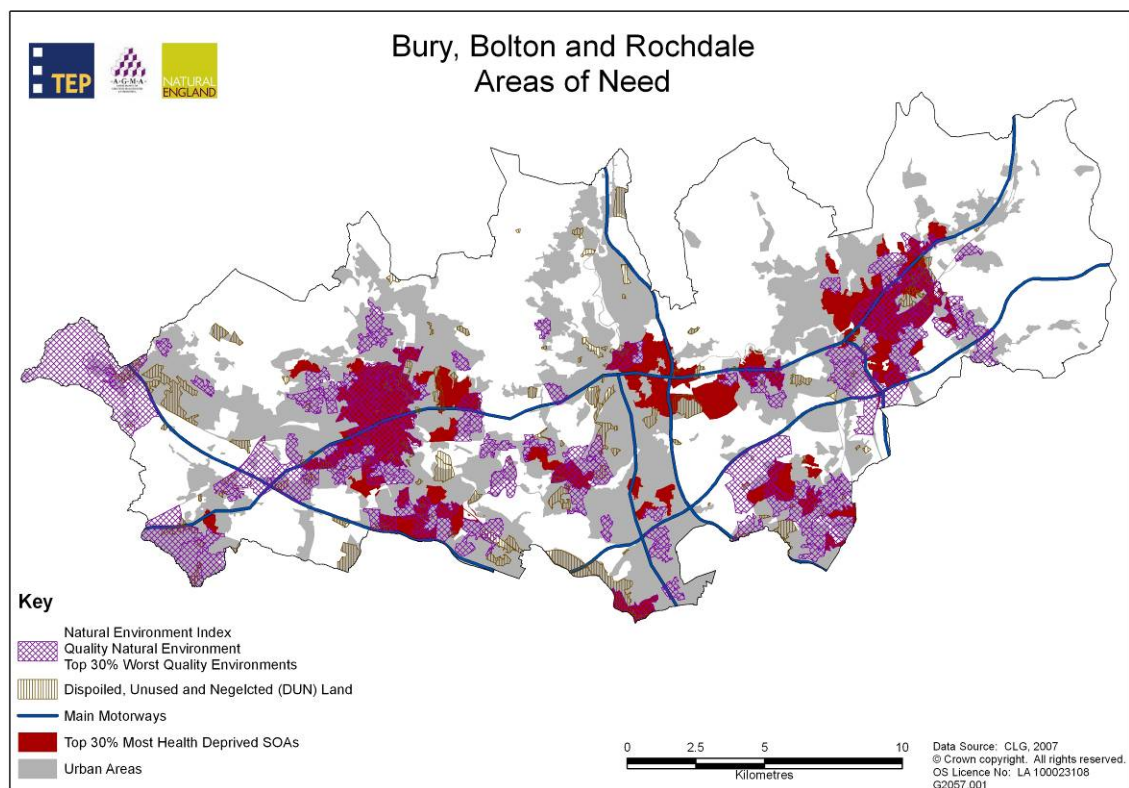 Bury, Bolton and Rochdale
Areas of Need
TEP
A·G·M·A
NATURAL
ENGLAND
Key
Natural Environment Index
Quality Natural Environment
Top 30% Worst Quality Environments
Dispoiled, Unused and Negelcted (DUN) Land
Main Motorways
Top 30% Most Health Deprived SOAs
Urban Areas
0 2.5 5 10
Kilometres
Data Source: CLG, 2007
© Crown copyright. All rights reserved.
OS Licence No: LA 100023108
G2057.001